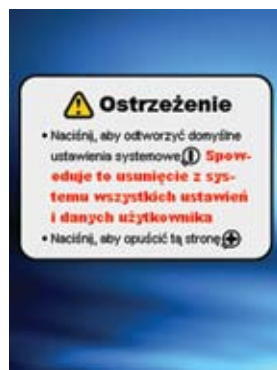 Ostrzeżenie
• Naciśnij, aby odtworzyć domyślne
ustawienia systemowe. Spow-
oduje to usunięcie z sys-
temu wszystkich ustawień
i danych użytkownika
• Naciśnij, aby opuścić tą stronę